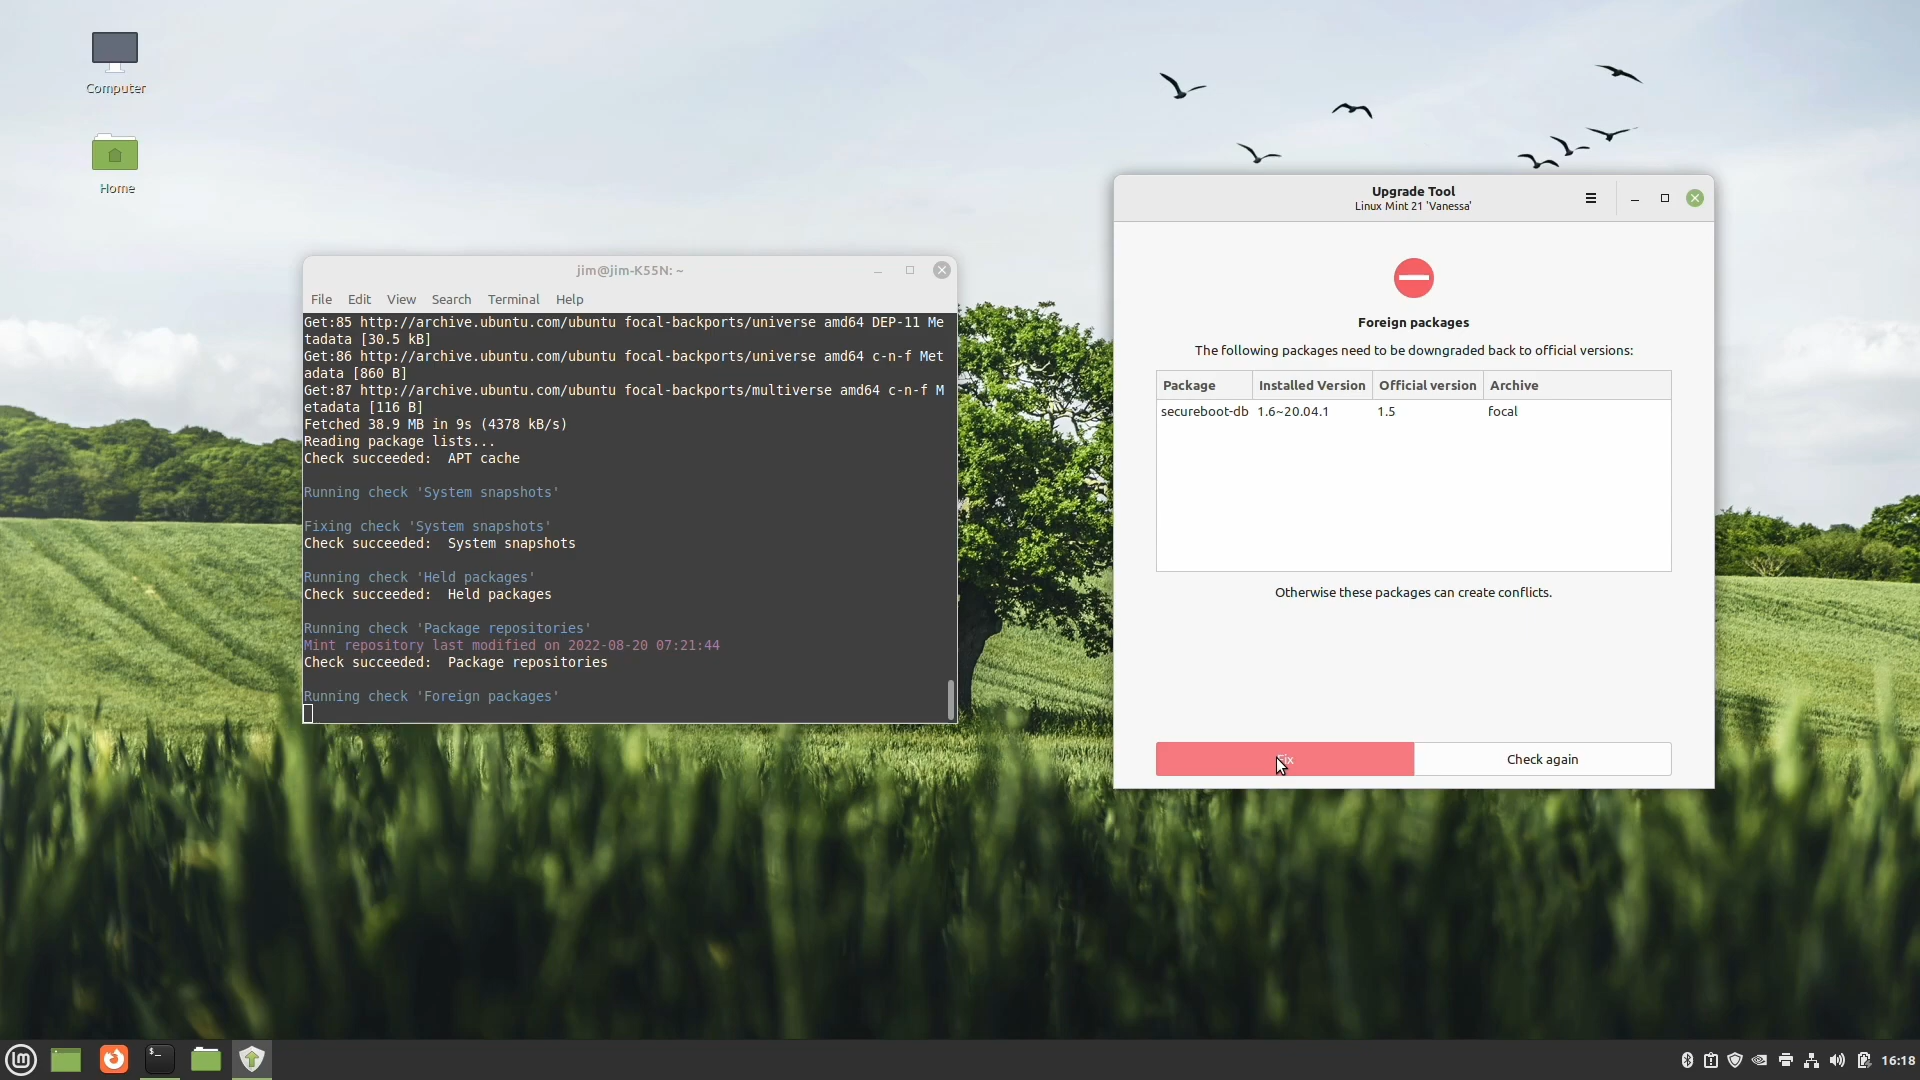 Computer
Home
jim@jim-K55N: ~
File Edit View Search Terminal Help
Get:85 http://archive.ubuntu.com/ubuntu focal-backports/universe amd64 DEP-11 Me
tadata [30.5 kB]
Get:86 http://archive.ubuntu.com/ubuntu focal-backports/universe amd64 c-n-f Met
adata [860 B]
Get:87 http://archive.ubuntu.com/ubuntu focal-backports/multiverse amd64 c-n-f M
etadata [116 B]
Fetched 38.9 MB in 9s (4378 kB/s)
Reading package lists...
Check succeeded:  APT cache
Running check 'System snapshots'
Fixing check 'System snapshots'
Check succeeded:  System snapshots
Running check 'Held packages'
Check succeeded:  Held packages
Running check 'Package repositories'
Mint repository last modified on 2022-08-20 07:21:44
Check succeeded:  Package repositories
Running check 'Foreign packages'
Upgrade Tool
Linux Mint 21 'Vanessa'
Foreign packages
The following packages need to be downgraded back to official versions:
Package Installed Version Official version Archive
secureboot-db 1.6~20.04.1 1.5 focal
Otherwise these packages can create conflicts.
Fix Check again
16:18